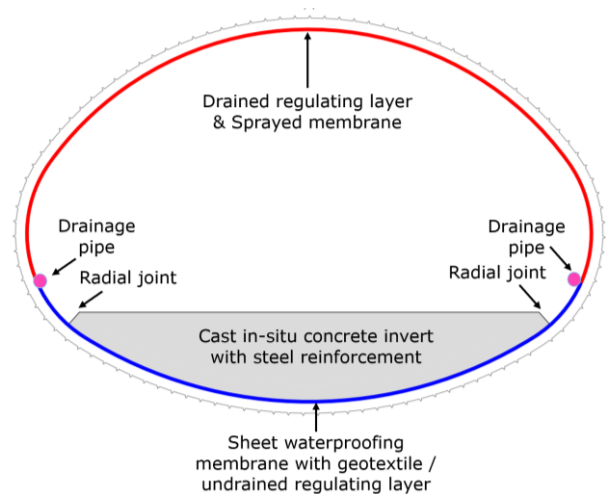 Drained regulating layer
& Sprayed membrane
Drainage
pipe
Drainage
pipe
Radial joint
Radial joint
Cast in-situ concrete invert
with steel reinforcement
Sheet waterproofing
membrane with geotextile /
undrained regulating layer